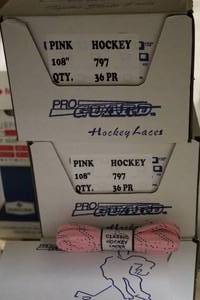 PINK HOCKEY
108" 797
QTY. 36 PR
PRO GUARD
Hockey Laces
PINK HOCKEY
108" 797
QTY. 36 PR
PRO GUARD
CLASSIC
HOCKEY
LACES